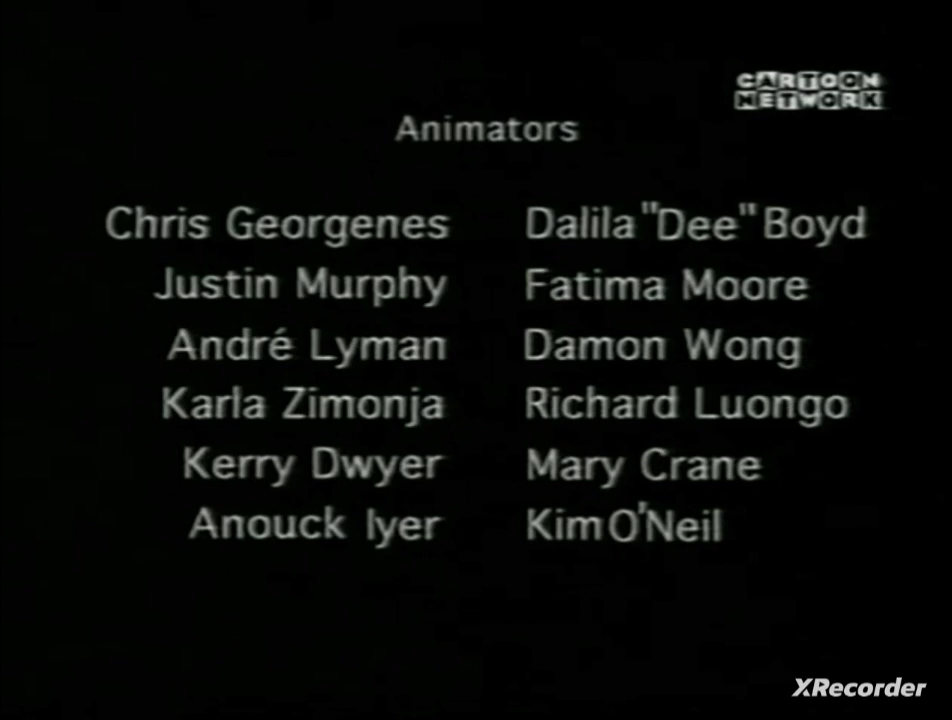 CARTOON
NETWORK
Animators
Chris Georgenes Dalila "Dee" Boyd
Justin Murphy Fatima Moore
André Lyman Damon Wong
Karla Zimonja Richard Luongo
Kerry Dwyer Mary Crane
Anouck Iyer Kim O'Neil
XRecorder